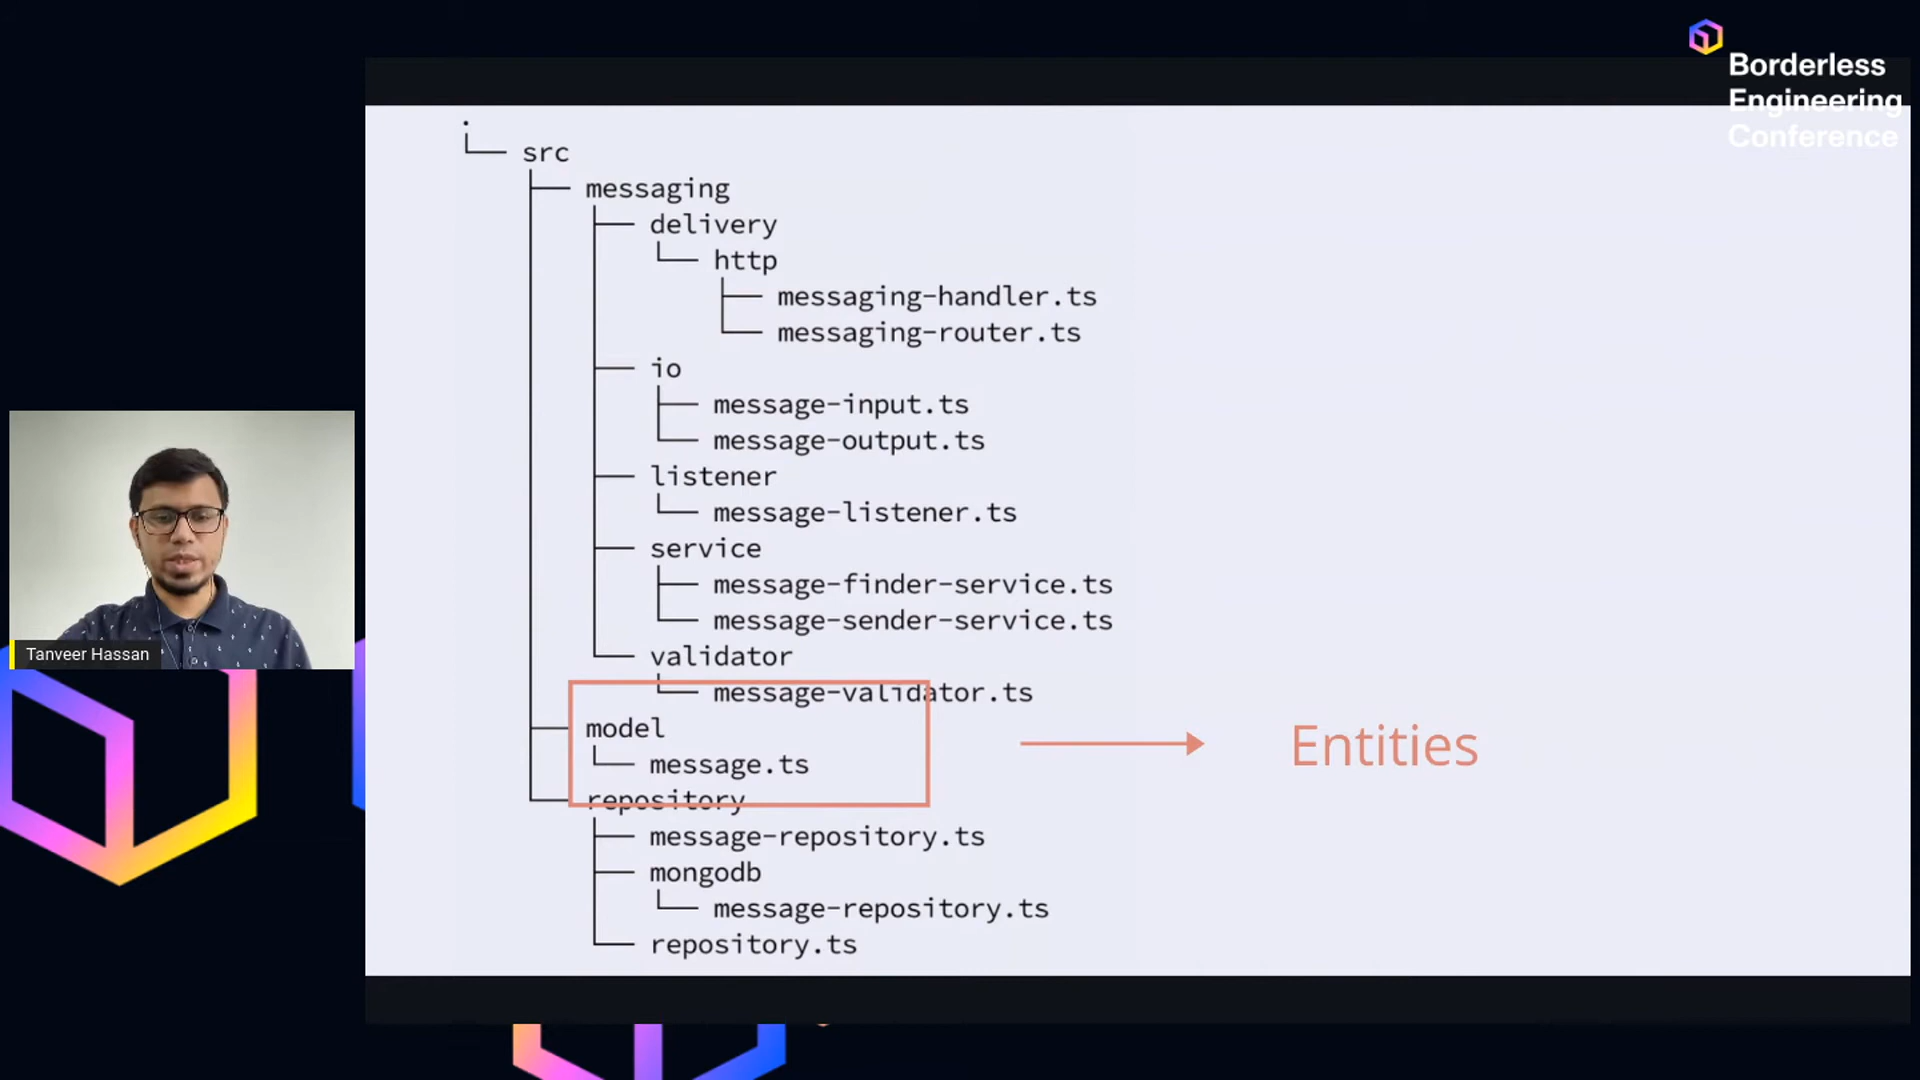 Borderless
Engineering
Conference
.
└── src
├── messaging
├── delivery
└── http
├── messaging-handler.ts
└── messaging-router.ts
├── io
├── message-input.ts
└── message-output.ts
├── listener
└── message-listener.ts
├── service
├── message-finder-service.ts
└── message-sender-service.ts
└── validator
└── message-validator.ts
├── model
└── message.ts
└── repository
├── message-repository.ts
├── mongodb
└── message-repository.ts
└── repository.ts
Entities
Tanveer Hassan